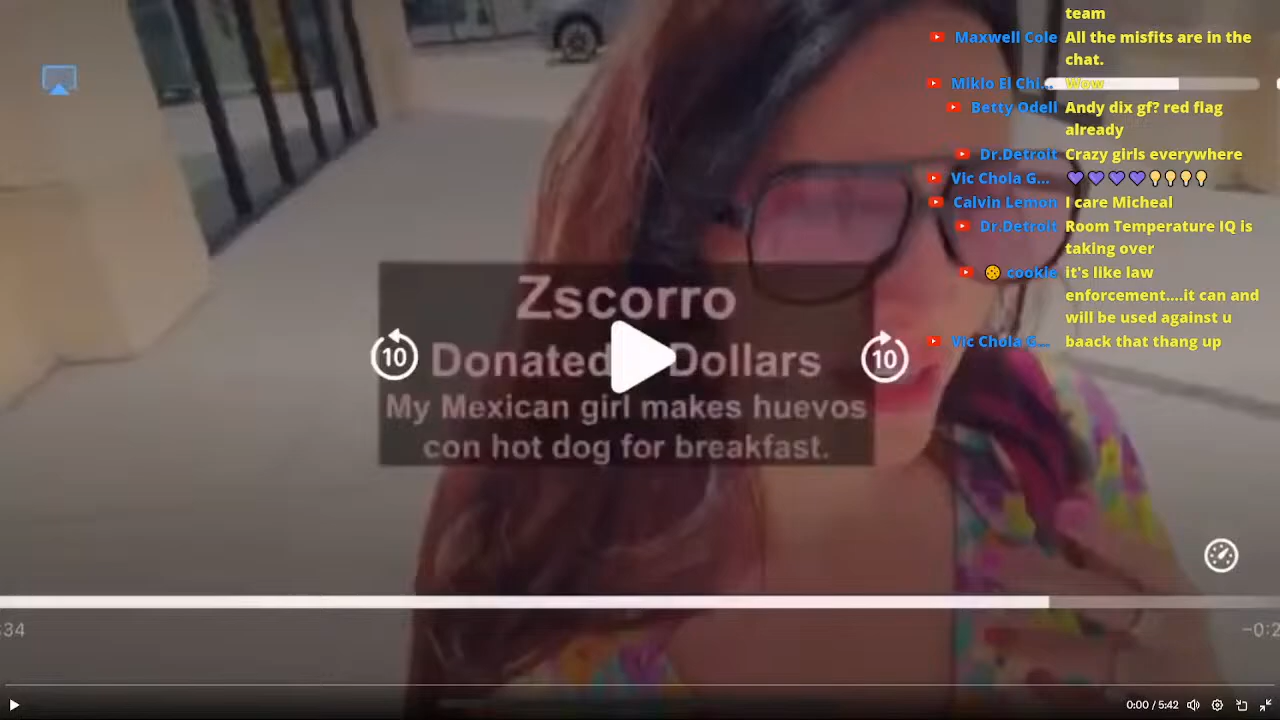 team
Maxwell Cole All the misfits are in the
chat.
Miklo El Chi... Wow
Betty Odell Andy dix gf? red flag
already
Dr.Detroit Crazy girls everywhere
Vic Chola G... 💜💜💜💜
Calvin Lemon I care Micheal
Dr.Detroit Room Temperature IQ is
taking over
cookie it's like law
enforcement....it can and
will be used against u
Vic Chola G... baack that thang up
Zscorro
Donated Dollars
My Mexican girl makes huevos
con hot dog for breakfast.
10
10
:34
0:00 / 5:42